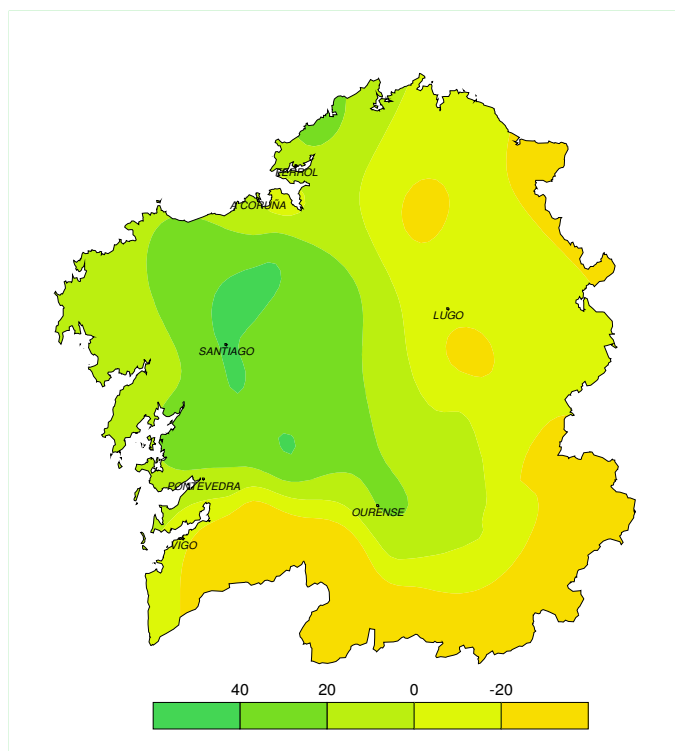 FERROL
A CORUÑA
LUGO
SANTIAGO
PONTEVEDRA
OURENSE
VIGO
40 20 0 -20